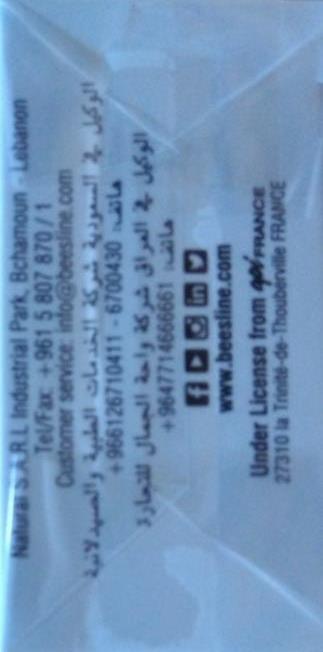 Natural S.A.R.L Industrial Park, Bchamoun - Lebanon
Tel/Fax: +961 5 807 870 / 1
Customer service: info@beesline.com
الوكيل في السعودية شركة الخدمات الطبية والصيدلانية
هاتف: 6700430 - 966126710411+
الوكيل في العراق شركة واحة الجمال للتجارة
هاتف: 9647714666661+
www.beesline.com
Under License from api FRANCE
27310 la Trinité-de-Thouberville FRANCE